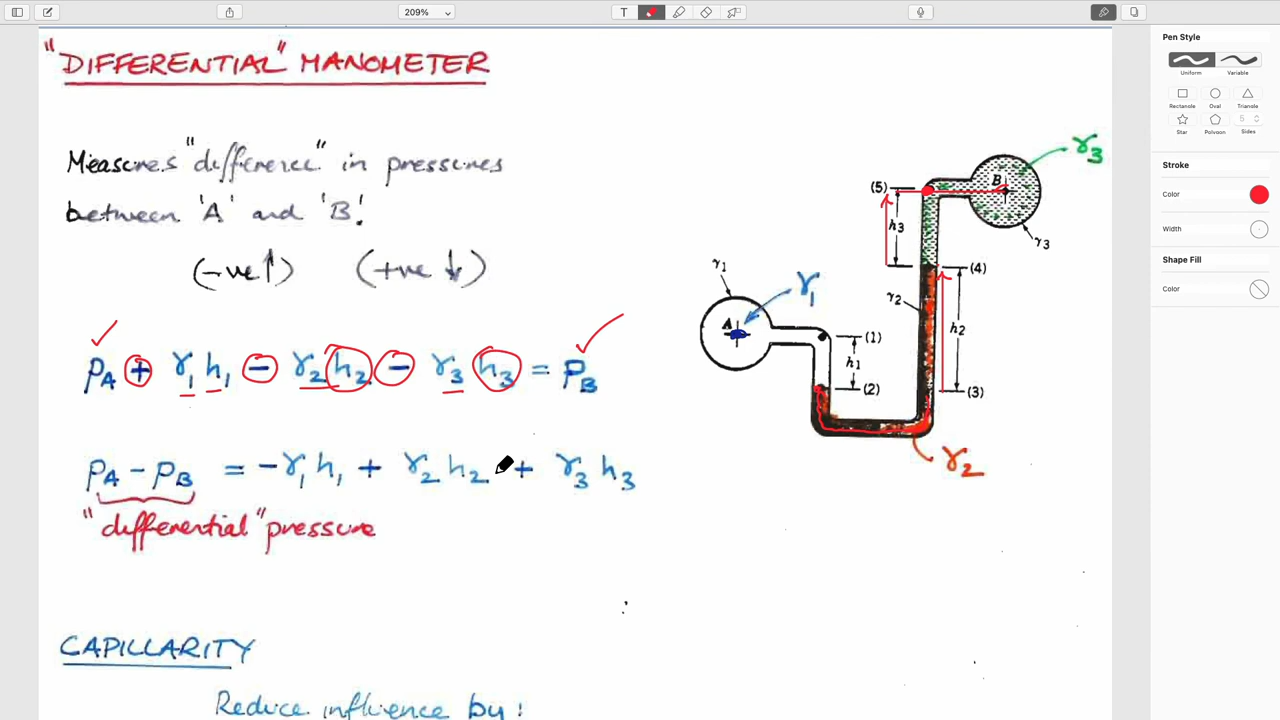 209%
T
"DIFFERENTIAL" MANOMETER
Measures "difference" in pressures
between 'A' and 'B'.
(-ve ↑) (+ve ↓)
pA + γ1 h1 − γ2 h2 − γ3 h3 = pB
pA − pB = −γ1 h1 + γ2 h2 + γ3 h3
"differential" pressure
CAPILLARITY
Reduce influence by:
γ3
B
(5)
h3
γ3
(4)
γ1
γ1
γ2
A
h2
(1)
h1
(2)
(3)
γ2
Pen Style
Uniform Variable
Rectangle Oval Triangle
5
Star Polygon Sides
Stroke
Color
Width
Shape Fill
Color